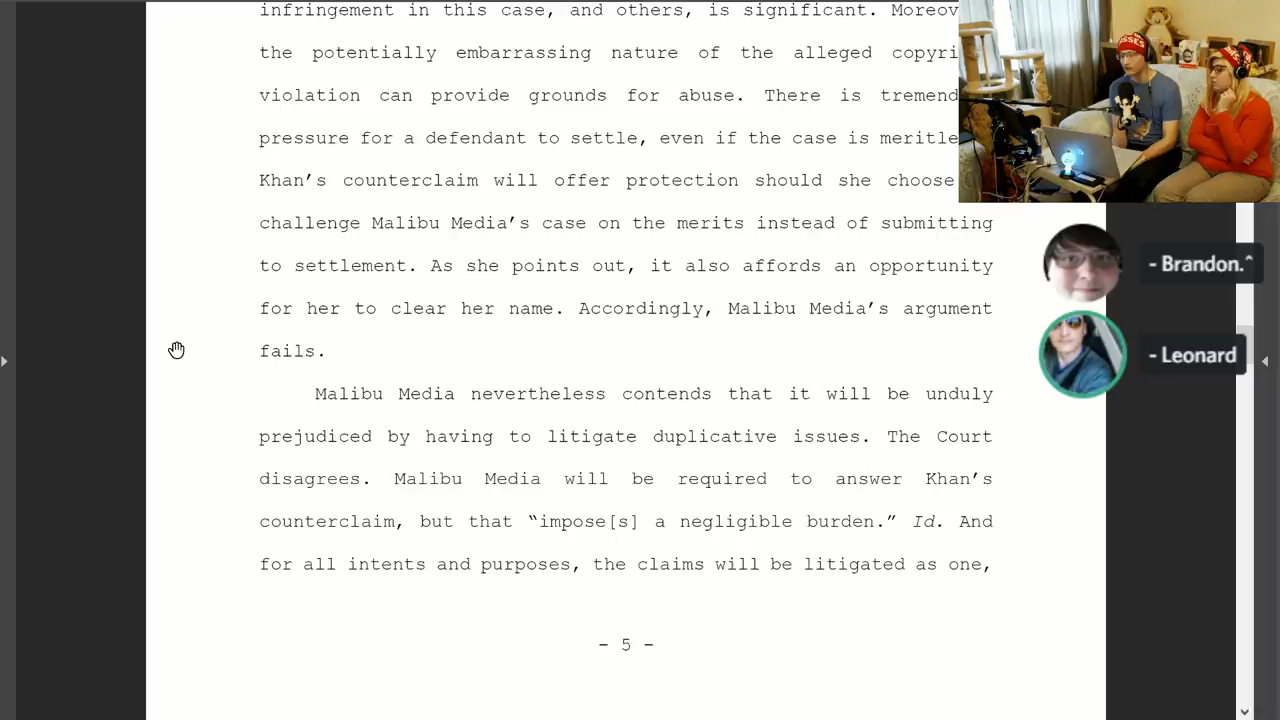 infringement in this case, and others, is significant. Moreov
the potentially embarrassing nature of the alleged copyri
violation can provide grounds for abuse. There is tremend
pressure for a defendant to settle, even if the case is meritle
Khan's counterclaim will offer protection should she choose
challenge Malibu Media's case on the merits instead of submitting
to settlement. As she points out, it also affords an opportunity
for her to clear her name. Accordingly, Malibu Media's argument
fails.
Malibu Media nevertheless contends that it will be unduly
prejudiced by having to litigate duplicative issues. The Court
disagrees. Malibu Media will be required to answer Khan's
counterclaim, but that “impose[s] a negligible burden.” Id. And
for all intents and purposes, the claims will be litigated as one,
- 5 -
- Brandon.^
- Leonard